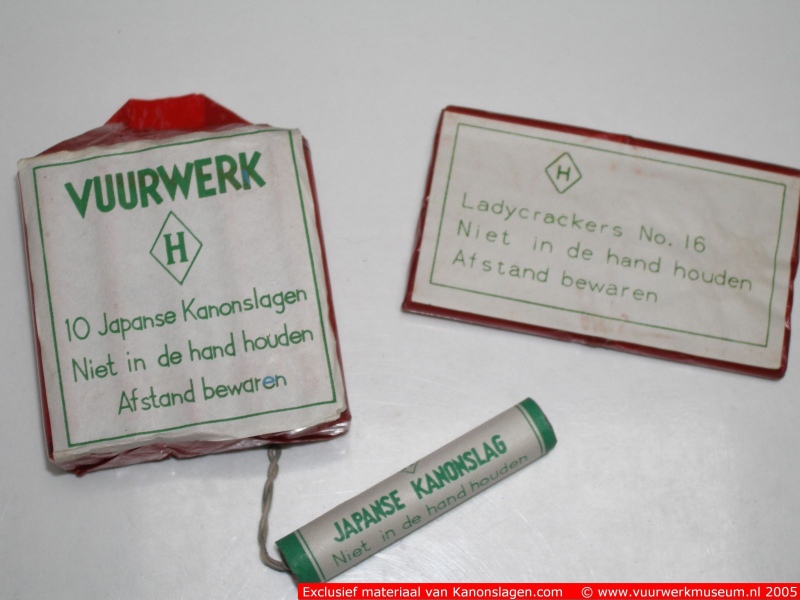 VUURWERK
H
10 Japanse Kanonslagen
Niet in de hand houden
Afstand bewaren
H
Ladycrackers No. 16
Niet in de hand houden
Afstand bewaren
JAPANSE KANONSLAG
Niet in de hand houden
Exclusief materiaal van Kanonslagen.com © www.vuurwerkmuseum.nl 2005